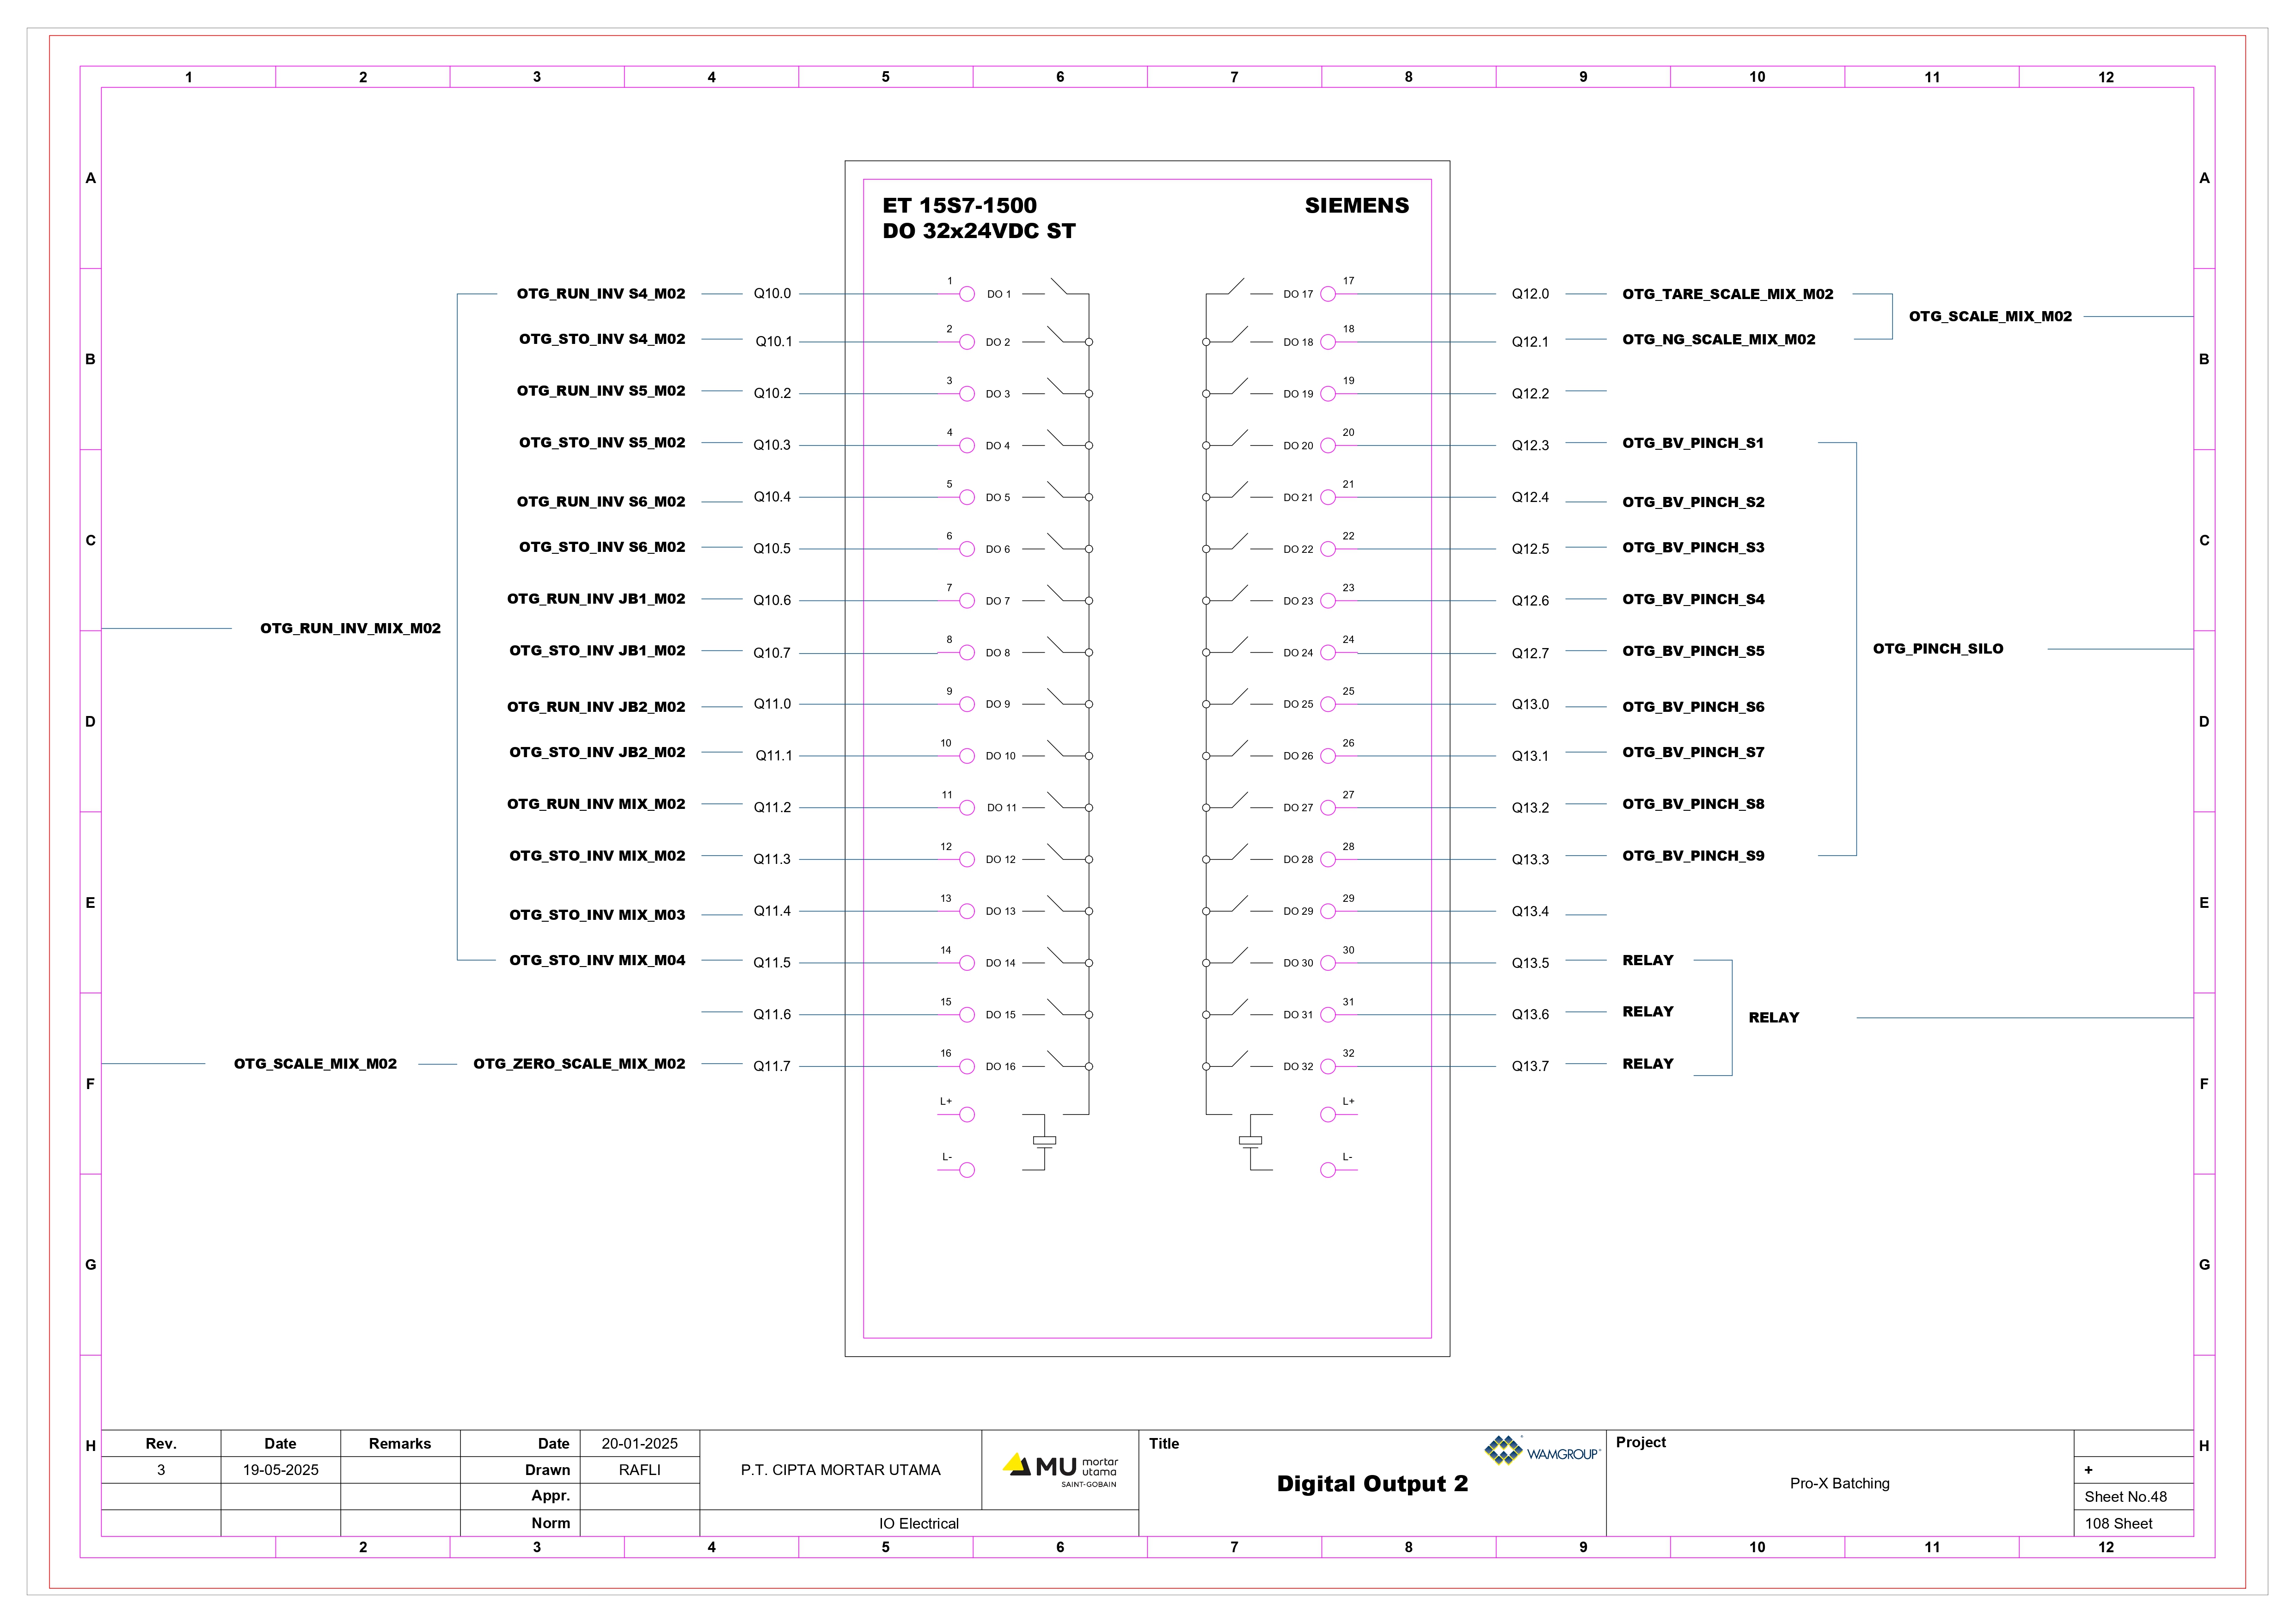 1 2 3 4 5 6 7 8 9 10 11 12
A A
ET 15S7-1500 SIEMENS
DO 32x24VDC ST
OTG_RUN_INV S4_M02 Q10.0 1 DO 1 DO 17 17 Q12.0 OTG_TARE_SCALE_MIX_M02
OTG_SCALE_MIX_M02
OTG_STO_INV S4_M02 Q10.1 2 DO 2 DO 18 18 Q12.1 OTG_NG_SCALE_MIX_M02
B B
OTG_RUN_INV S5_M02 Q10.2 3 DO 3 DO 19 19 Q12.2
OTG_STO_INV S5_M02 Q10.3 4 DO 4 DO 20 20 Q12.3 OTG_BV_PINCH_S1
OTG_RUN_INV S6_M02 Q10.4 5 DO 5 DO 21 21 Q12.4 OTG_BV_PINCH_S2
C C
OTG_STO_INV S6_M02 Q10.5 6 DO 6 DO 22 22 Q12.5 OTG_BV_PINCH_S3
OTG_RUN_INV JB1_M02 Q10.6 7 DO 7 DO 23 23 Q12.6 OTG_BV_PINCH_S4
OTG_RUN_INV_MIX_M02
OTG_STO_INV JB1_M02 Q10.7 8 DO 8 DO 24 24 Q12.7 OTG_BV_PINCH_S5 OTG_PINCH_SILO
OTG_RUN_INV JB2_M02 Q11.0 9 DO 9 DO 25 25 Q13.0 OTG_BV_PINCH_S6
D D
OTG_STO_INV JB2_M02 Q11.1 10 DO 10 DO 26 26 Q13.1 OTG_BV_PINCH_S7
OTG_RUN_INV MIX_M02 Q11.2 11 DO 11 DO 27 27 Q13.2 OTG_BV_PINCH_S8
OTG_STO_INV MIX_M02 Q11.3 12 DO 12 DO 28 28 Q13.3 OTG_BV_PINCH_S9
E E
OTG_STO_INV MIX_M03 Q11.4 13 DO 13 DO 29 29 Q13.4
OTG_STO_INV MIX_M04 Q11.5 14 DO 14 DO 30 30 Q13.5 RELAY
Q11.6 15 DO 15 DO 31 31 Q13.6 RELAY RELAY
OTG_SCALE_MIX_M02 OTG_ZERO_SCALE_MIX_M02 Q11.7 16 DO 16 DO 32 32 Q13.7 RELAY
F F
L+ L+
L- L-
G G
H H
Rev. Date Remarks Date 20-01-2025
3 19-05-2025 Drawn RAFLI
Appr.
Norm
P.T. CIPTA MORTAR UTAMA
MU mortar
utama
SAINT-GOBAIN
IO Electrical
Title
WAMGROUP
Digital Output 2
Project
Pro-X Batching
+
Sheet No.48
108 Sheet
2 3 4 5 6 7 8 9 10 11 12